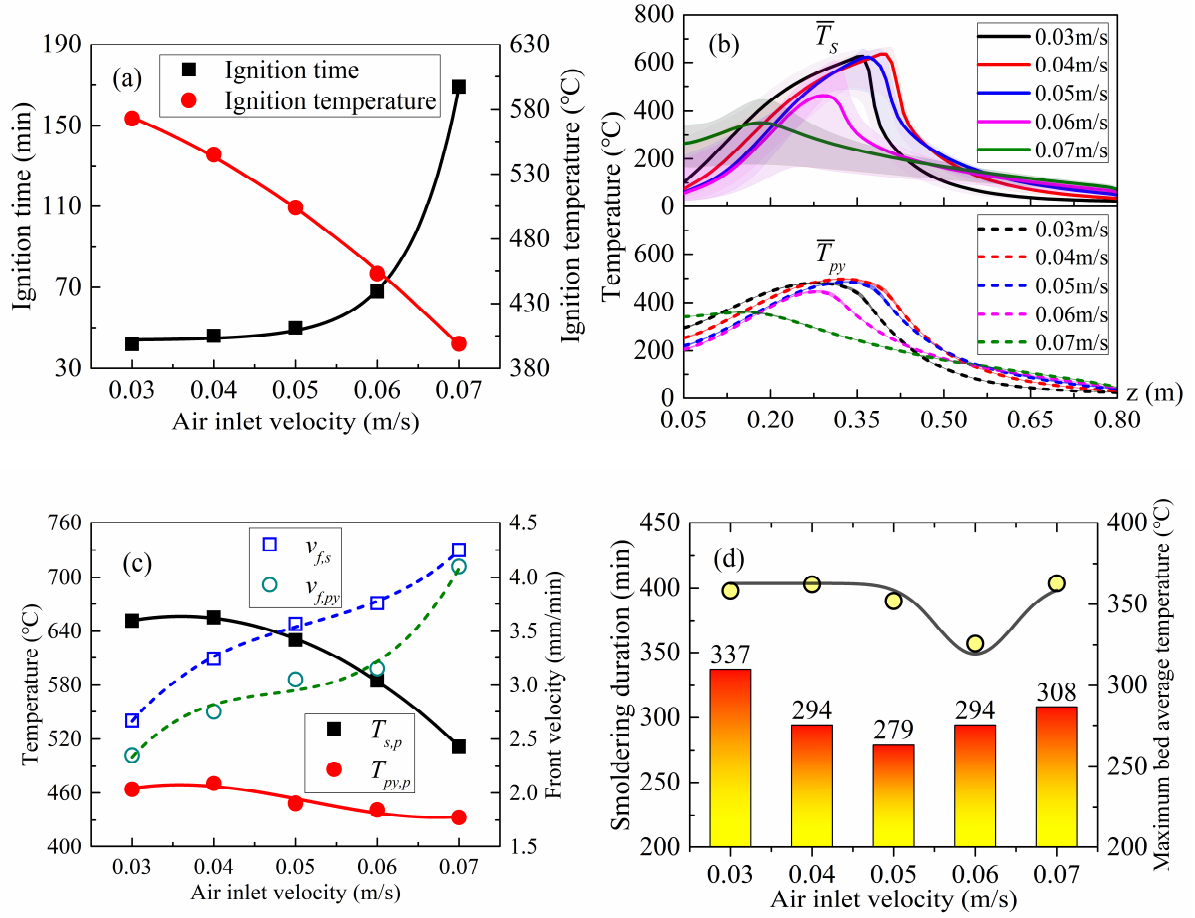 (a)
Ignition time
Ignition temperature
190
150
110
70
30
630
580
530
480
430
380
0.03 0.04 0.05 0.06 0.07
Ignition time (min)
Ignition temperature (°C)
Air inlet velocity (m/s)
(b)
T̅s
0.03m/s
0.04m/s
0.05m/s
0.06m/s
0.07m/s
800
600
400
200
0
T̅py
0.03m/s
0.04m/s
0.05m/s
0.06m/s
0.07m/s
600
400
200
0
Temperature (°C)
0.05 0.20 0.35 0.50 0.65 0.80
z (m)
(c)
vf,s
vf,py
Ts,p
Tpy,p
760
700
640
580
520
460
400
4.5
4.0
3.5
3.0
2.5
2.0
1.5
0.03 0.04 0.05 0.06 0.07
Temperature (°C)
Front velocity (mm/min)
Air inlet velocity (m/s)
(d)
450
400
350
300
250
200
400
350
300
250
200
337
294
279
294
308
0.03 0.04 0.05 0.06 0.07
Smoldering duration (min)
Maximum bed average temperature (°C)
Air inlet velocity (m/s)